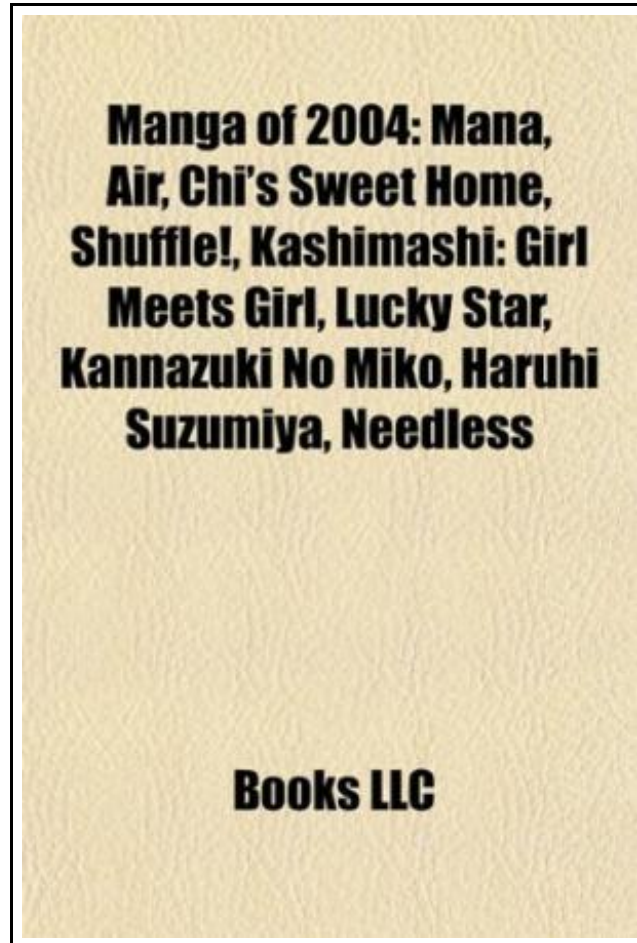 Manga of 2004: Mana,
Air, Chi's Sweet Home,
Shuffle!, Kashimashi: Girl
Meets Girl, Lucky Star,
Kannazuki No Miko, Haruhi
Suzumiya, Needless
Books LLC